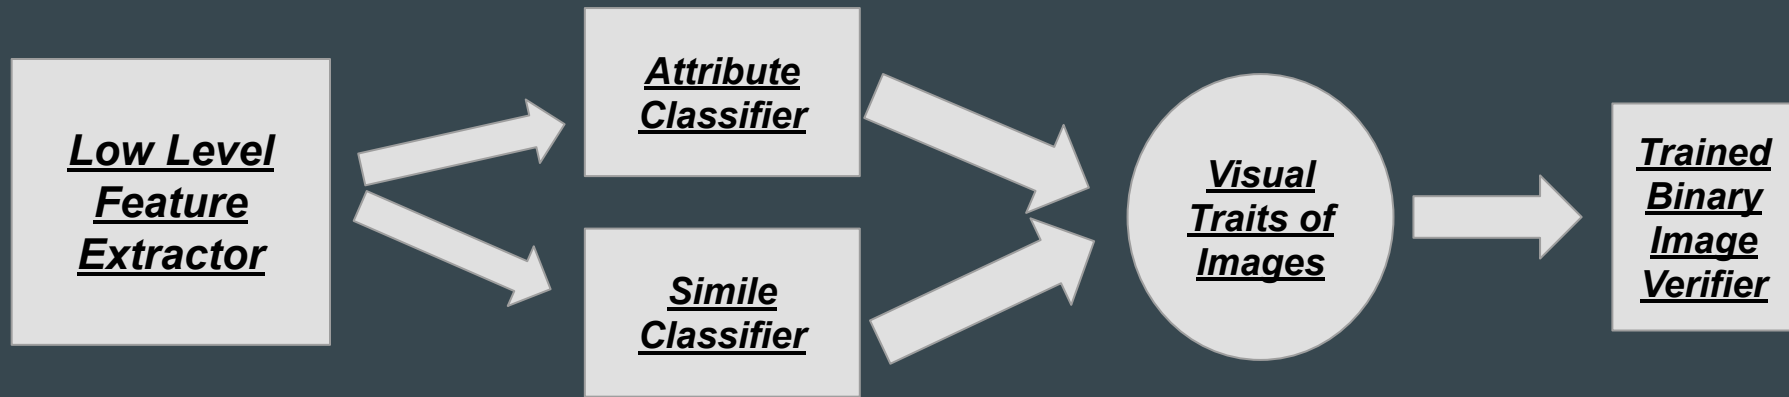 Low Level
Feature
Extractor
Attribute
Classifier
Simile
Classifier
Visual
Traits of
Images
Trained
Binary
Image
Verifier